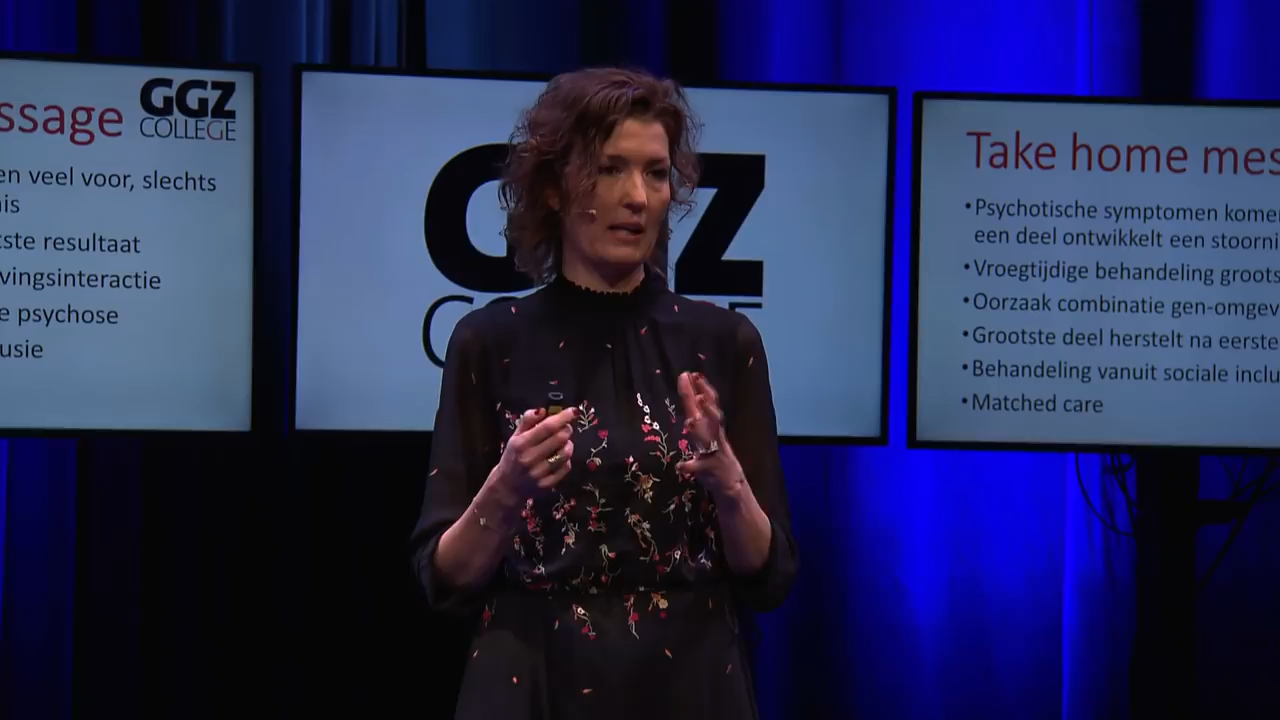 ssage
GGZ
COLLEGE
en veel voor, slechts
is
ste resultaat
vingsinteractie
e psychose
usie
G Z
C E
Take home mes
•Psychotische symptomen kome
een deel ontwikkelt een stoorni
•Vroegtijdige behandeling groots
•Oorzaak combinatie gen-omgev
•Grootste deel herstelt na eerste
•Behandeling vanuit sociale inclu
•Matched care